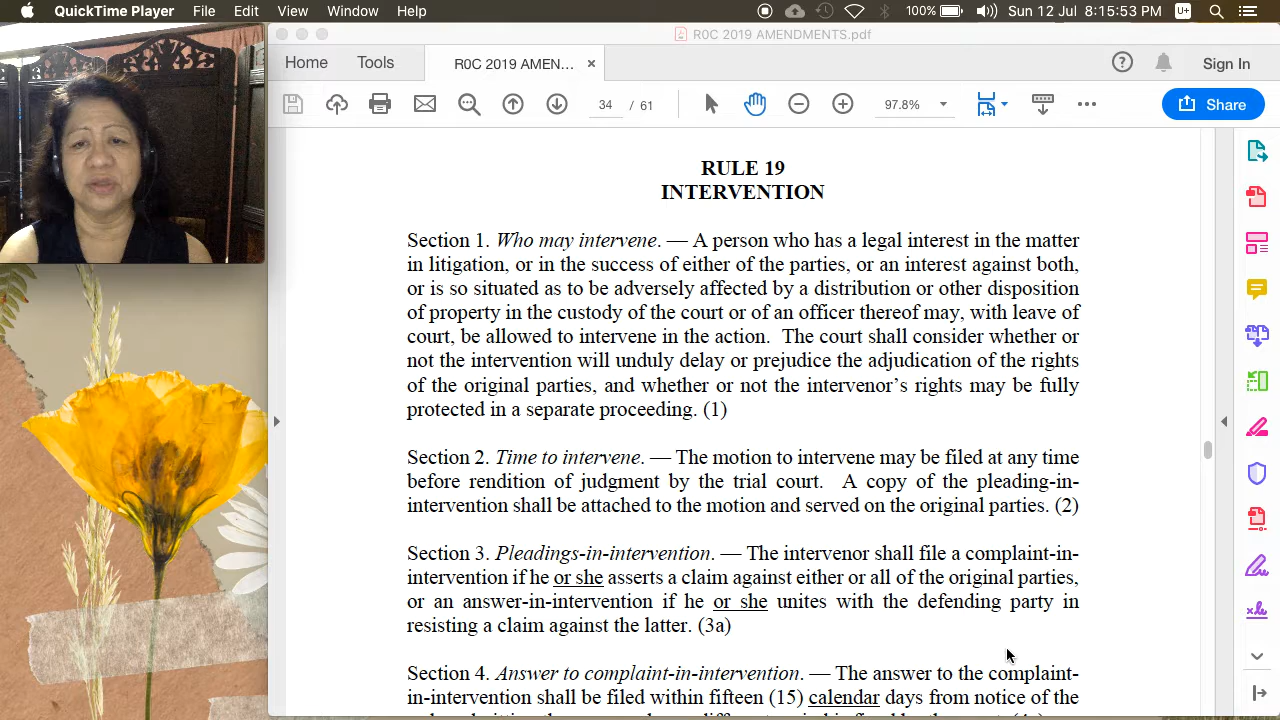 QuickTime Player File Edit View Window Help 100% Sun 12 Jul 8:15:53 PM U+
R0C 2019 AMENDMENTS.pdf
Home Tools R0C 2019 AMEN... × Sign In
34 / 61 97.8% Share
RULE 19
INTERVENTION
Section 1. Who may intervene. — A person who has a legal interest in the matter
in litigation, or in the success of either of the parties, or an interest against both,
or is so situated as to be adversely affected by a distribution or other disposition
of property in the custody of the court or of an officer thereof may, with leave of
court, be allowed to intervene in the action. The court shall consider whether or
not the intervention will unduly delay or prejudice the adjudication of the rights
of the original parties, and whether or not the intervenor’s rights may be fully
protected in a separate proceeding. (1)
Section 2. Time to intervene. — The motion to intervene may be filed at any time
before rendition of judgment by the trial court. A copy of the pleading-in-
intervention shall be attached to the motion and served on the original parties. (2)
Section 3. Pleadings-in-intervention. — The intervenor shall file a complaint-in-
intervention if he or she asserts a claim against either or all of the original parties,
or an answer-in-intervention if he or she unites with the defending party in
resisting a claim against the latter. (3a)
Section 4. Answer to complaint-in-intervention. — The answer to the complaint-
in-intervention shall be filed within fifteen (15) calendar days from notice of the